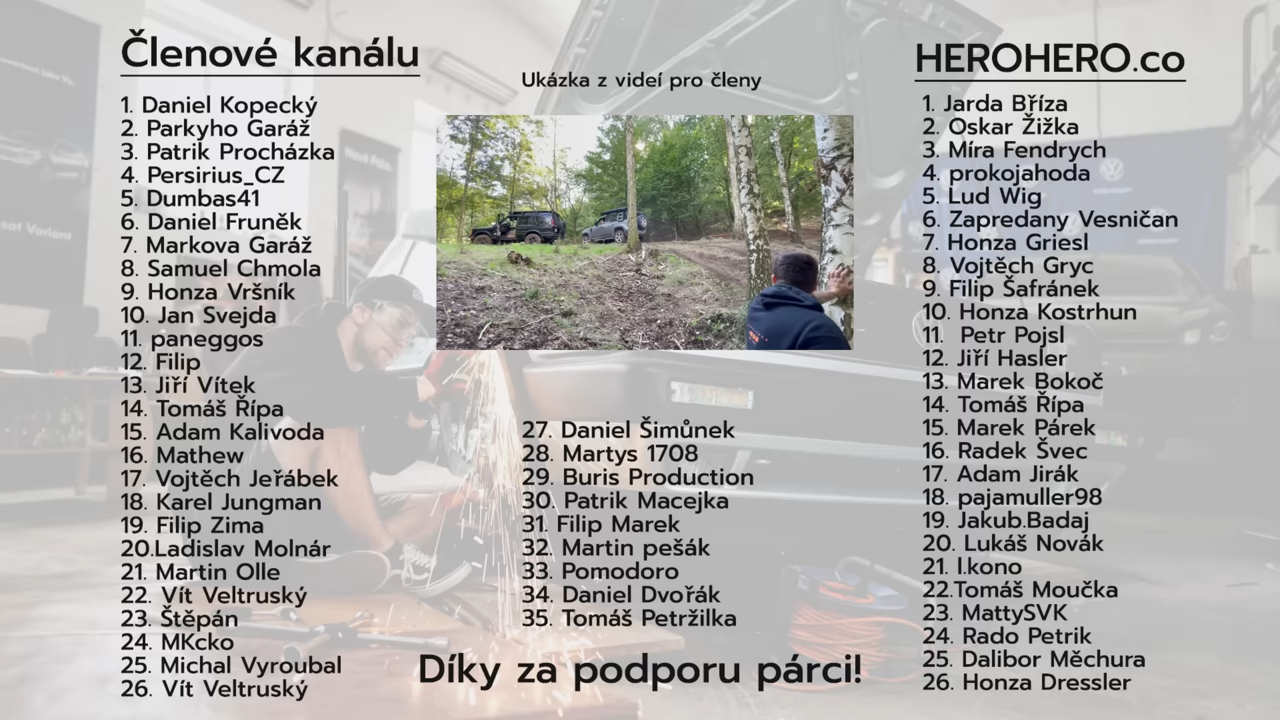 Členové kanálu
1. Daniel Kopecký
2. Parkyho Garáž
3. Patrik Procházka
4. Persirius_CZ
5. Dumbas41
6. Daniel Fruněk
7. Markova Garáž
8. Samuel Chmola
9. Honza Vršník
10. Jan Svejda
11. paneggos
12. Filip
13. Jiří Vítek
14. Tomáš Řípa
15. Adam Kalivoda
16. Mathew
17. Vojtěch Jeřábek
18. Karel Jungman
19. Filip Zima
20.Ladislav Molnár
21. Martin Olle
22. Vít Veltruský
23. Štěpán
24. MKcko
25. Michal Vyroubal
26. Vít Veltruský
Ukázka z videí pro členy
27. Daniel Šimůnek
28. Martys 1708
29. Buris Production
30. Patrik Macejka
31. Filip Marek
32. Martin pešák
33. Pomodoro
34. Daniel Dvořák
35. Tomáš Petržilka
Díky za podporu párci!
HEROHERO.co
1. Jarda Bříza
2. Oskar Žižka
3. Míra Fendrych
4. prokojahoda
5. Lud Wig
6. Zapredany Vesničan
7. Honza Griesl
8. Vojtěch Gryc
9. Filip Šafránek
10. Honza Kostrhun
11. Petr Pojsl
12. Jiří Hasler
13. Marek Bokoč
14. Tomáš Řípa
15. Marek Párek
16. Radek Švec
17. Adam Jirák
18. pajamuller98
19. Jakub.Badaj
20. Lukáš Novák
21. l.kono
22.Tomáš Moučka
23. MattySVK
24. Rado Petrik
25. Dalibor Měchura
26. Honza Dressler